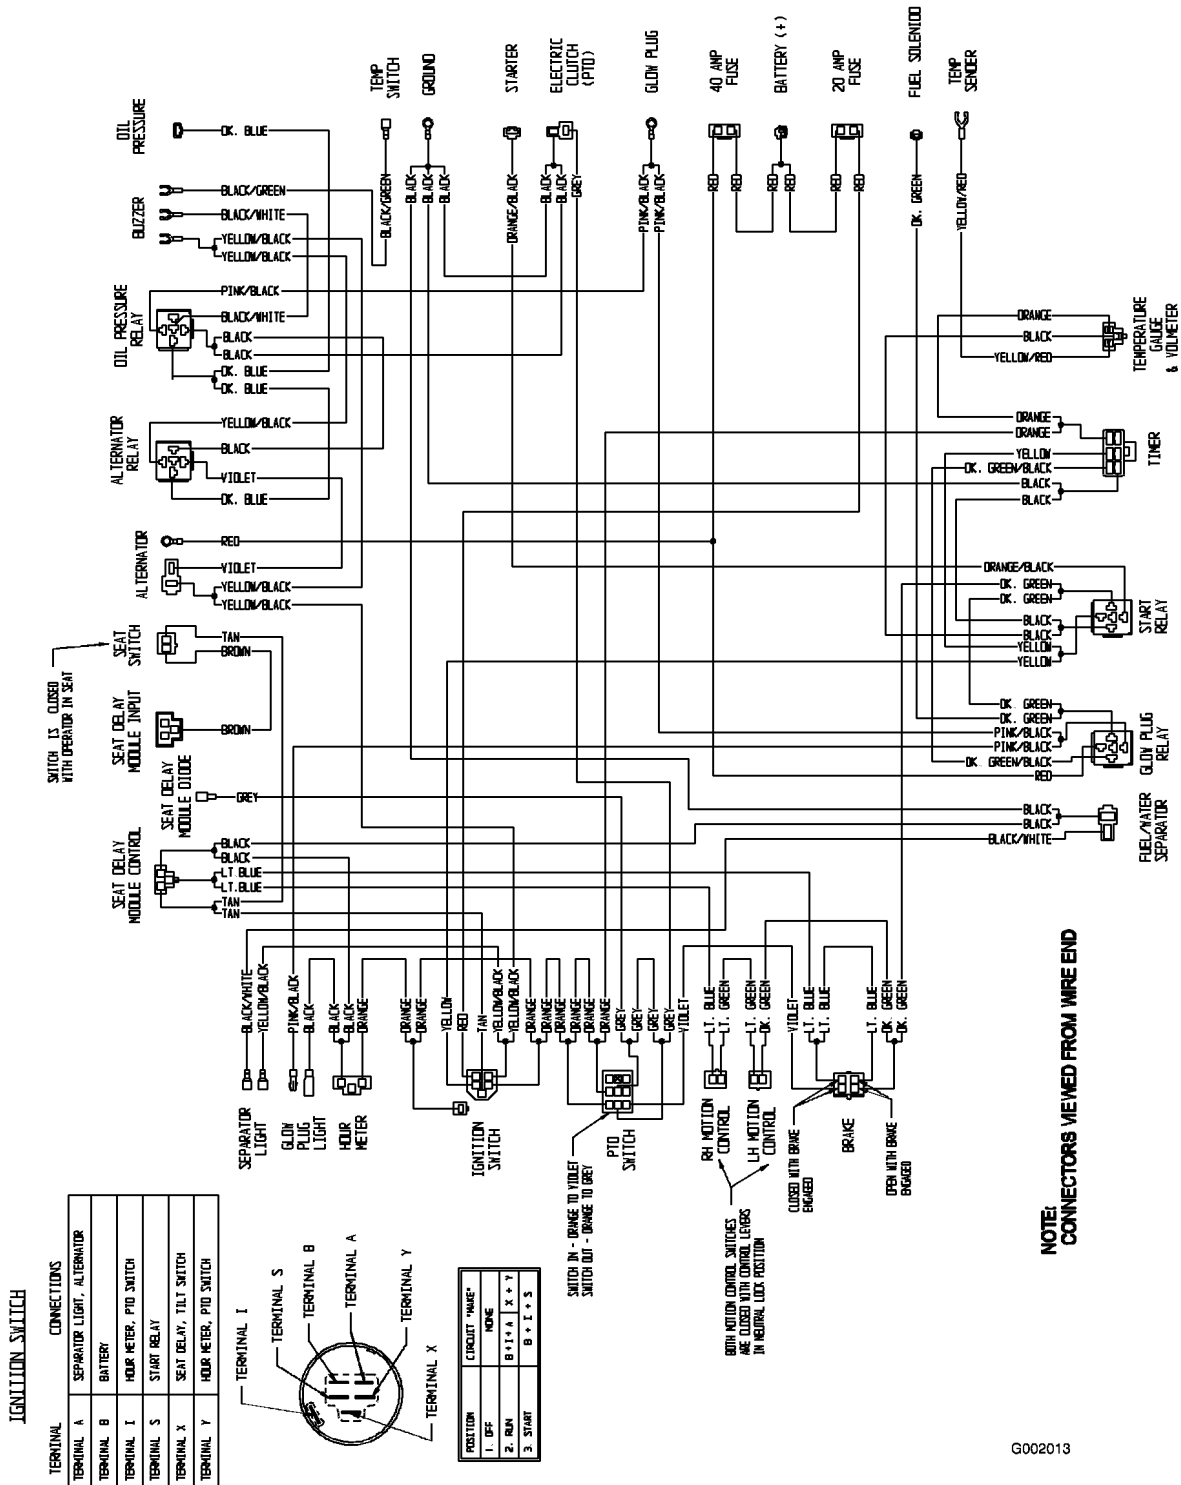 OIL PRESSURE
BUZZER
OIL PRESSURE RELAY
ALTERNATOR RELAY
ALTERNATOR
SEAT SWITCH
SWITCH IS CLOSED
WITH OPERATOR IN SEAT
SEAT DELAY
MODULE INPUT
SEAT DELAY
MODULE DIODE
SEAT DELAY
MODULE CONTROL
TEMP SWITCH
GROUND
STARTER
ELECTRIC CLUTCH (PTO)
GLOW PLUG
40 AMP FUSE
BATTERY (+)
20 AMP FUSE
FUEL SOLENIOD
TEMP SENDER
DK. BLUE
BLACK/GREEN
BLACK/WHITE
YELLOW/BLACK
YELLOW/BLACK
PINK/BLACK
BLACK/WHITE
BLACK
BLACK
DK. BLUE
DK. BLUE
YELLOW/BLACK
BLACK
VIOLET
DK. BLUE
RED
VIOLET
YELLOW/BLACK
YELLOW/BLACK
TAN
BROWN
BROWN
GREY
BLACK
BLACK
LT.BLUE
LT.BLUE
TAN
TAN
BLACK/GREEN
BLACK
BLACK
BLACK
ORANGE/BLACK
BLACK
BLACK
GREY
PINK/BLACK
PINK/BLACK
RED
RED
RED
RED
RED
RED
DK. GREEN
YELLOW/RED
ORANGE
BLACK
YELLOW/RED
TEMPERATURE
GAUGE
& VOLMETER
ORANGE
ORANGE
YELLOW
DK. GREEN/BLACK
BLACK
BLACK
TIMER
ORANGE/BLACK
DK. GREEN
DK. GREEN
BLACK
BLACK
YELLOW
YELLOW
START RELAY
DK. GREEN
DK. GREEN
PINK/BLACK
PINK/BLACK
DK GREEN/BLACK
RED
GLOW PLUG RELAY
BLACK
BLACK
BLACK/WHITE
FUEL/WATER SEPARATOR
BLACK/WHITE
YELLOW/BLACK
PINK/BLACK
BLACK
BLACK
BLACK
ORANGE
ORANGE
ORANGE
YELLOW
RED
TAN
YELLOW/BLACK
YELLOW/BLACK
ORANGE
ORANGE
ORANGE
ORANGE
ORANGE
GREY
GREY
GREY
GREY
VIOLET
LT. BLUE
LT. GREEN
LT. GREEN
DK. GREEN
VIOLET
LT. BLUE
LT. BLUE
LT. BLUE
DK. GREEN
DK. GREEN
SEPARATOR LIGHT
GLOW PLUG LIGHT
HOUR METER
IGNITION SWITCH
PTO SWITCH
SWITCH IN - ORANGE TO VIOLET
SWITCH OUT - ORANGE TO GREY
RH MOTION CONTROL
LH MOTION CONTROL
BOTH MOTION CONTROL SWITCHES
ARE CLOSED WITH CONTROL LEVERS
IN NEUTRAL LOCK POSITION
CLOSED WITH BRAKE
ENGAGED
BRAKE
OPEN WITH BRAKE
ENGAGED
NOTE:
CONNECTORS VIEWED FROM WIRE END
IGNITION SWITCH
TERMINAL CONNECTIONS
TERMINAL A SEPARATOR LIGHT, ALTERNATOR
TERMINAL B BATTERY
TERMINAL I HOUR METER, PTO SWITCH
TERMINAL S START RELAY
TERMINAL X SEAT DELAY, TILT SWITCH
TERMINAL Y HOUR METER, PTO SWITCH
TERMINAL I
TERMINAL S
TERMINAL B
TERMINAL A
TERMINAL Y
TERMINAL X
POSITION CIRCUIT "MAKE"
1. OFF NONE
2. RUN B + I + A X + Y
3. START B + I + S
G002013